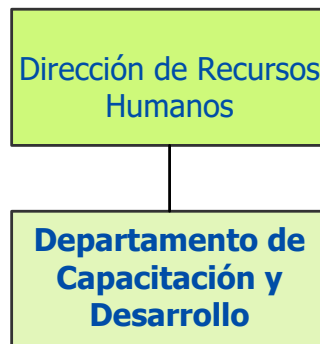 Dirección de Recursos
Humanos
Departamento de
Capacitación y
Desarrollo